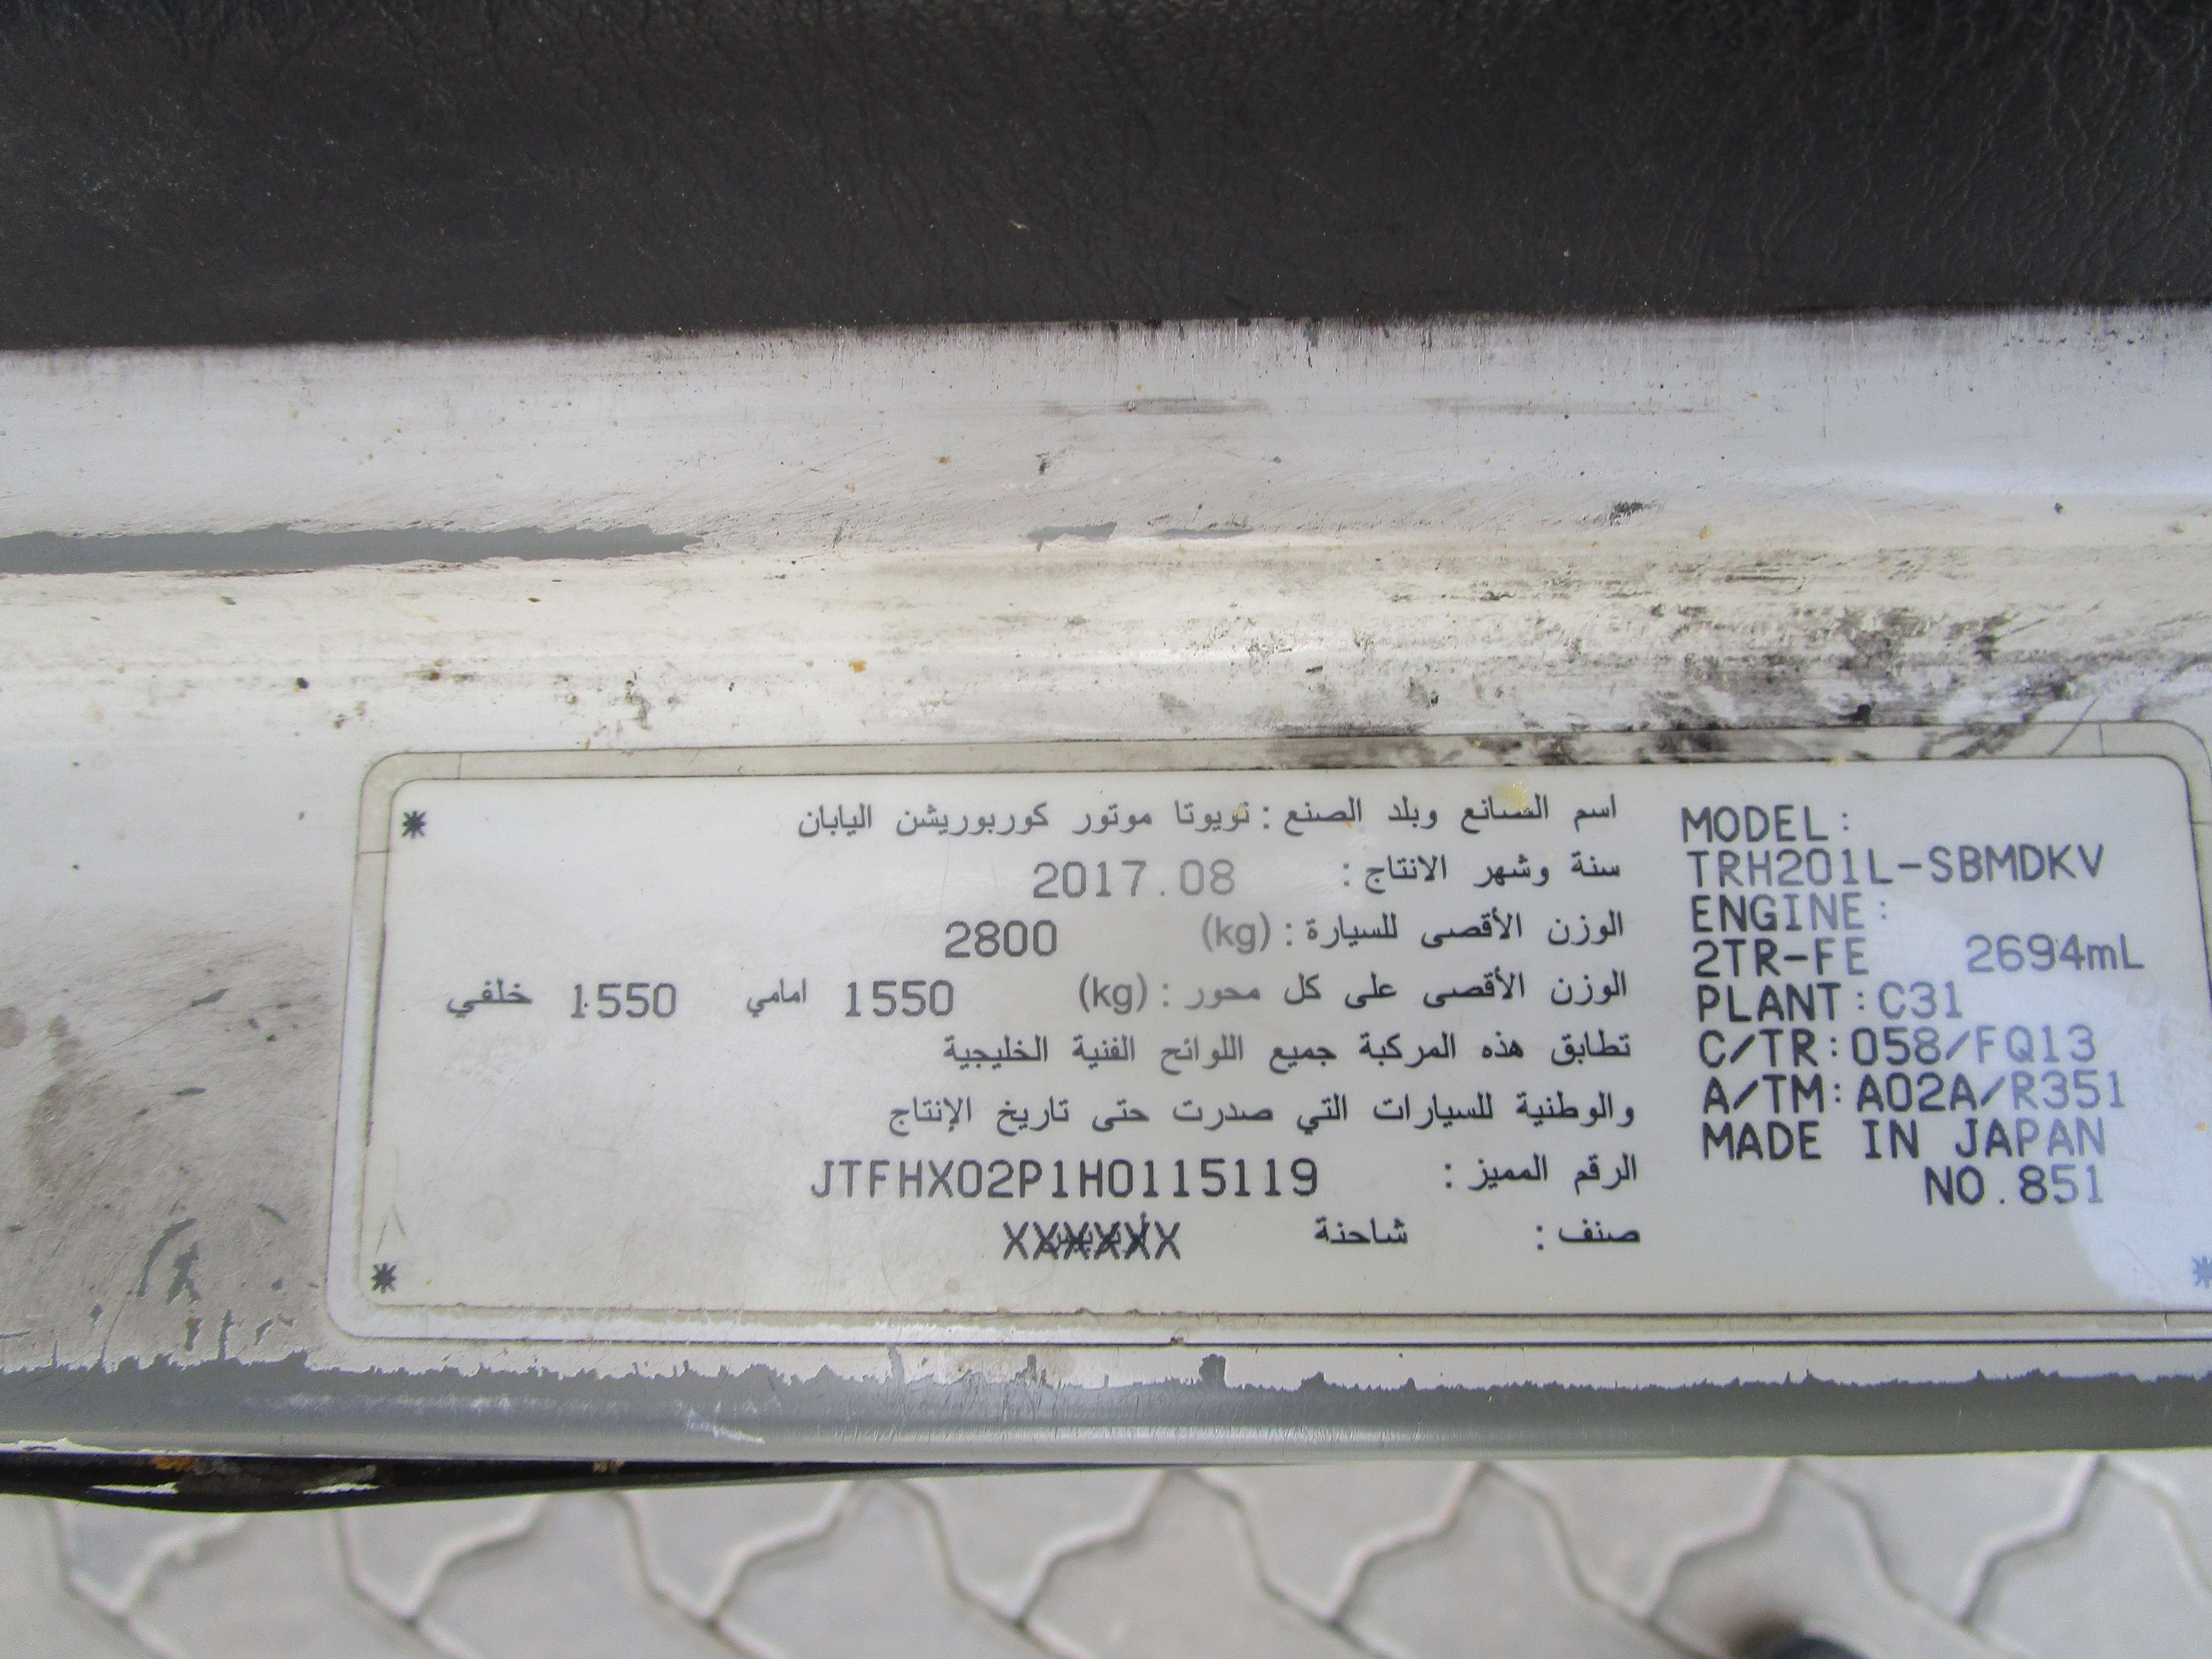 اسم الصانع وبلد الصنع : تويوتا موتور كوربوريشن اليابان
سنة وشهر الانتاج : 2017.08
الوزن الأقصى للسيارة : (kg) 2800
الوزن الأقصى على كل محور : (kg) 1550 امامي 1550 خلفي
تطابق هذه المركبة جميع اللوائح الفنية الخليجية
والوطنية للسيارات التي صدرت حتى تاريخ الإنتاج
الرقم المميز : JTFHX02P1H0115119
صنف : شاحنة
MODEL:
TRH201L-SBMDKV
ENGINE:
2TR-FE 2694mL
PLANT:C31
C/TR:058/FQ13
A/TM:A02A/R351
MADE IN JAPAN
NO.851